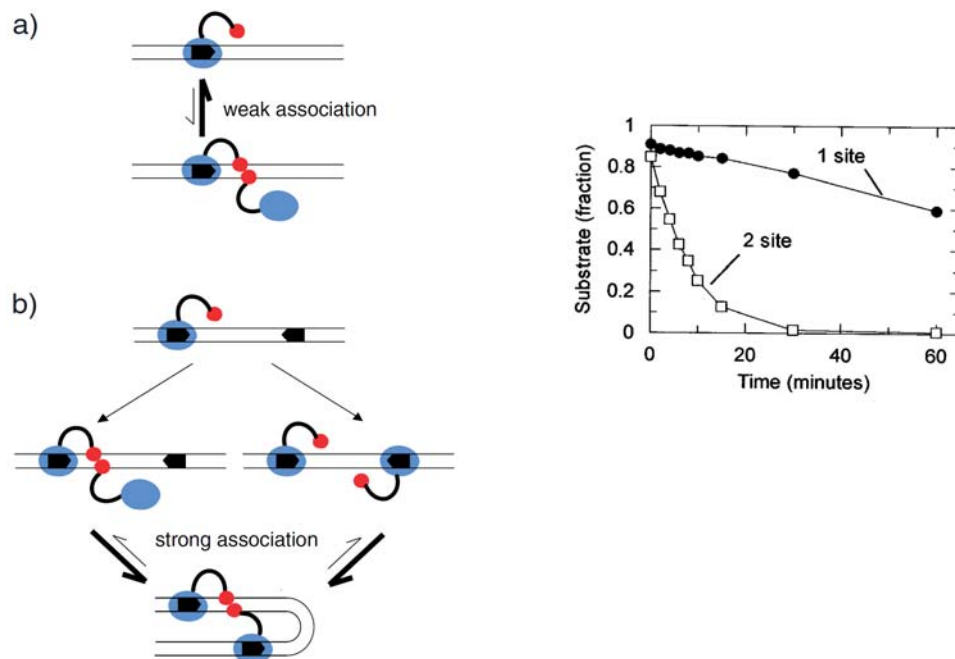 a)
weak association
b)
strong association
1
0.8
0.6
0.4
0.2
0
Substrate (fraction)
1 site
2 site
0 20 40 60
Time (minutes)